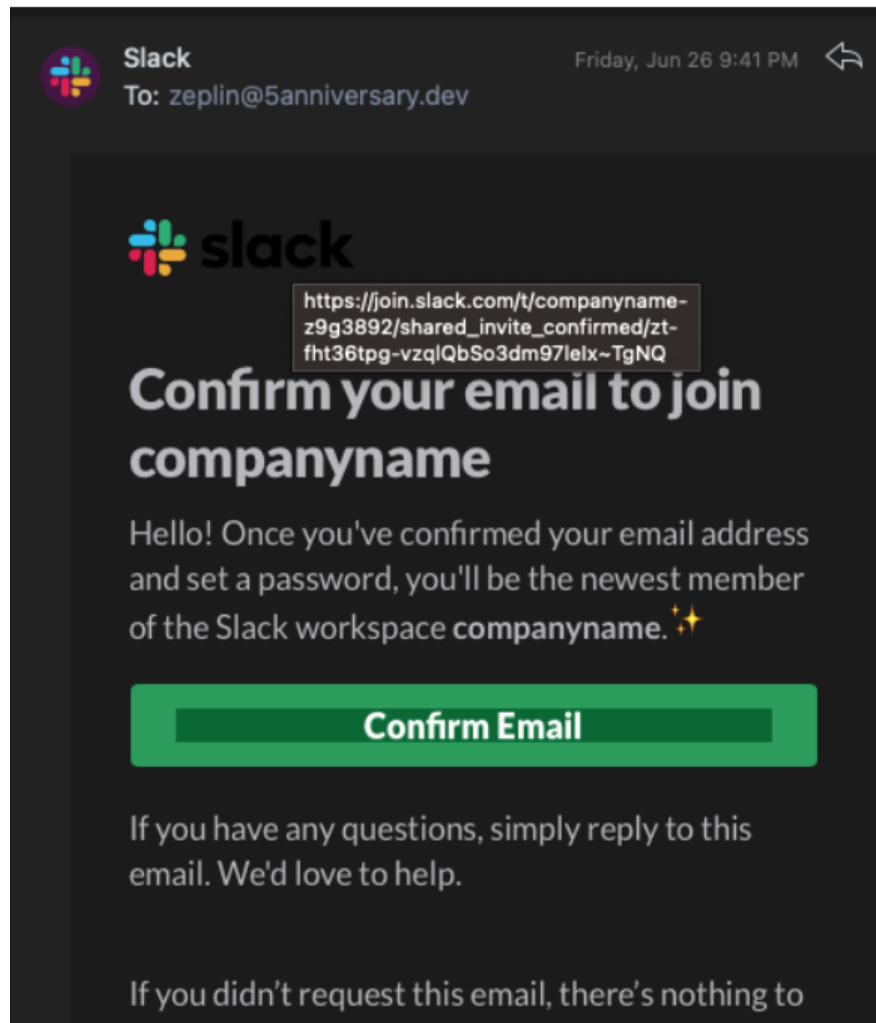 Slack
Friday, Jun 26 9:41 PM
To: zeplin@5anniversary.dev
slack
https://join.slack.com/t/companyname-
z9g3892/shared_invite_confirmed/zt-
fht36tpg-vzqlQbSo3dm97lelx~TgNQ
Confirm your email to join
companyname
Hello! Once you've confirmed your email address
and set a password, you'll be the newest member
of the Slack workspace companyname.✨
Confirm Email
If you have any questions, simply reply to this
email. We'd love to help.
If you didn’t request this email, there’s nothing to